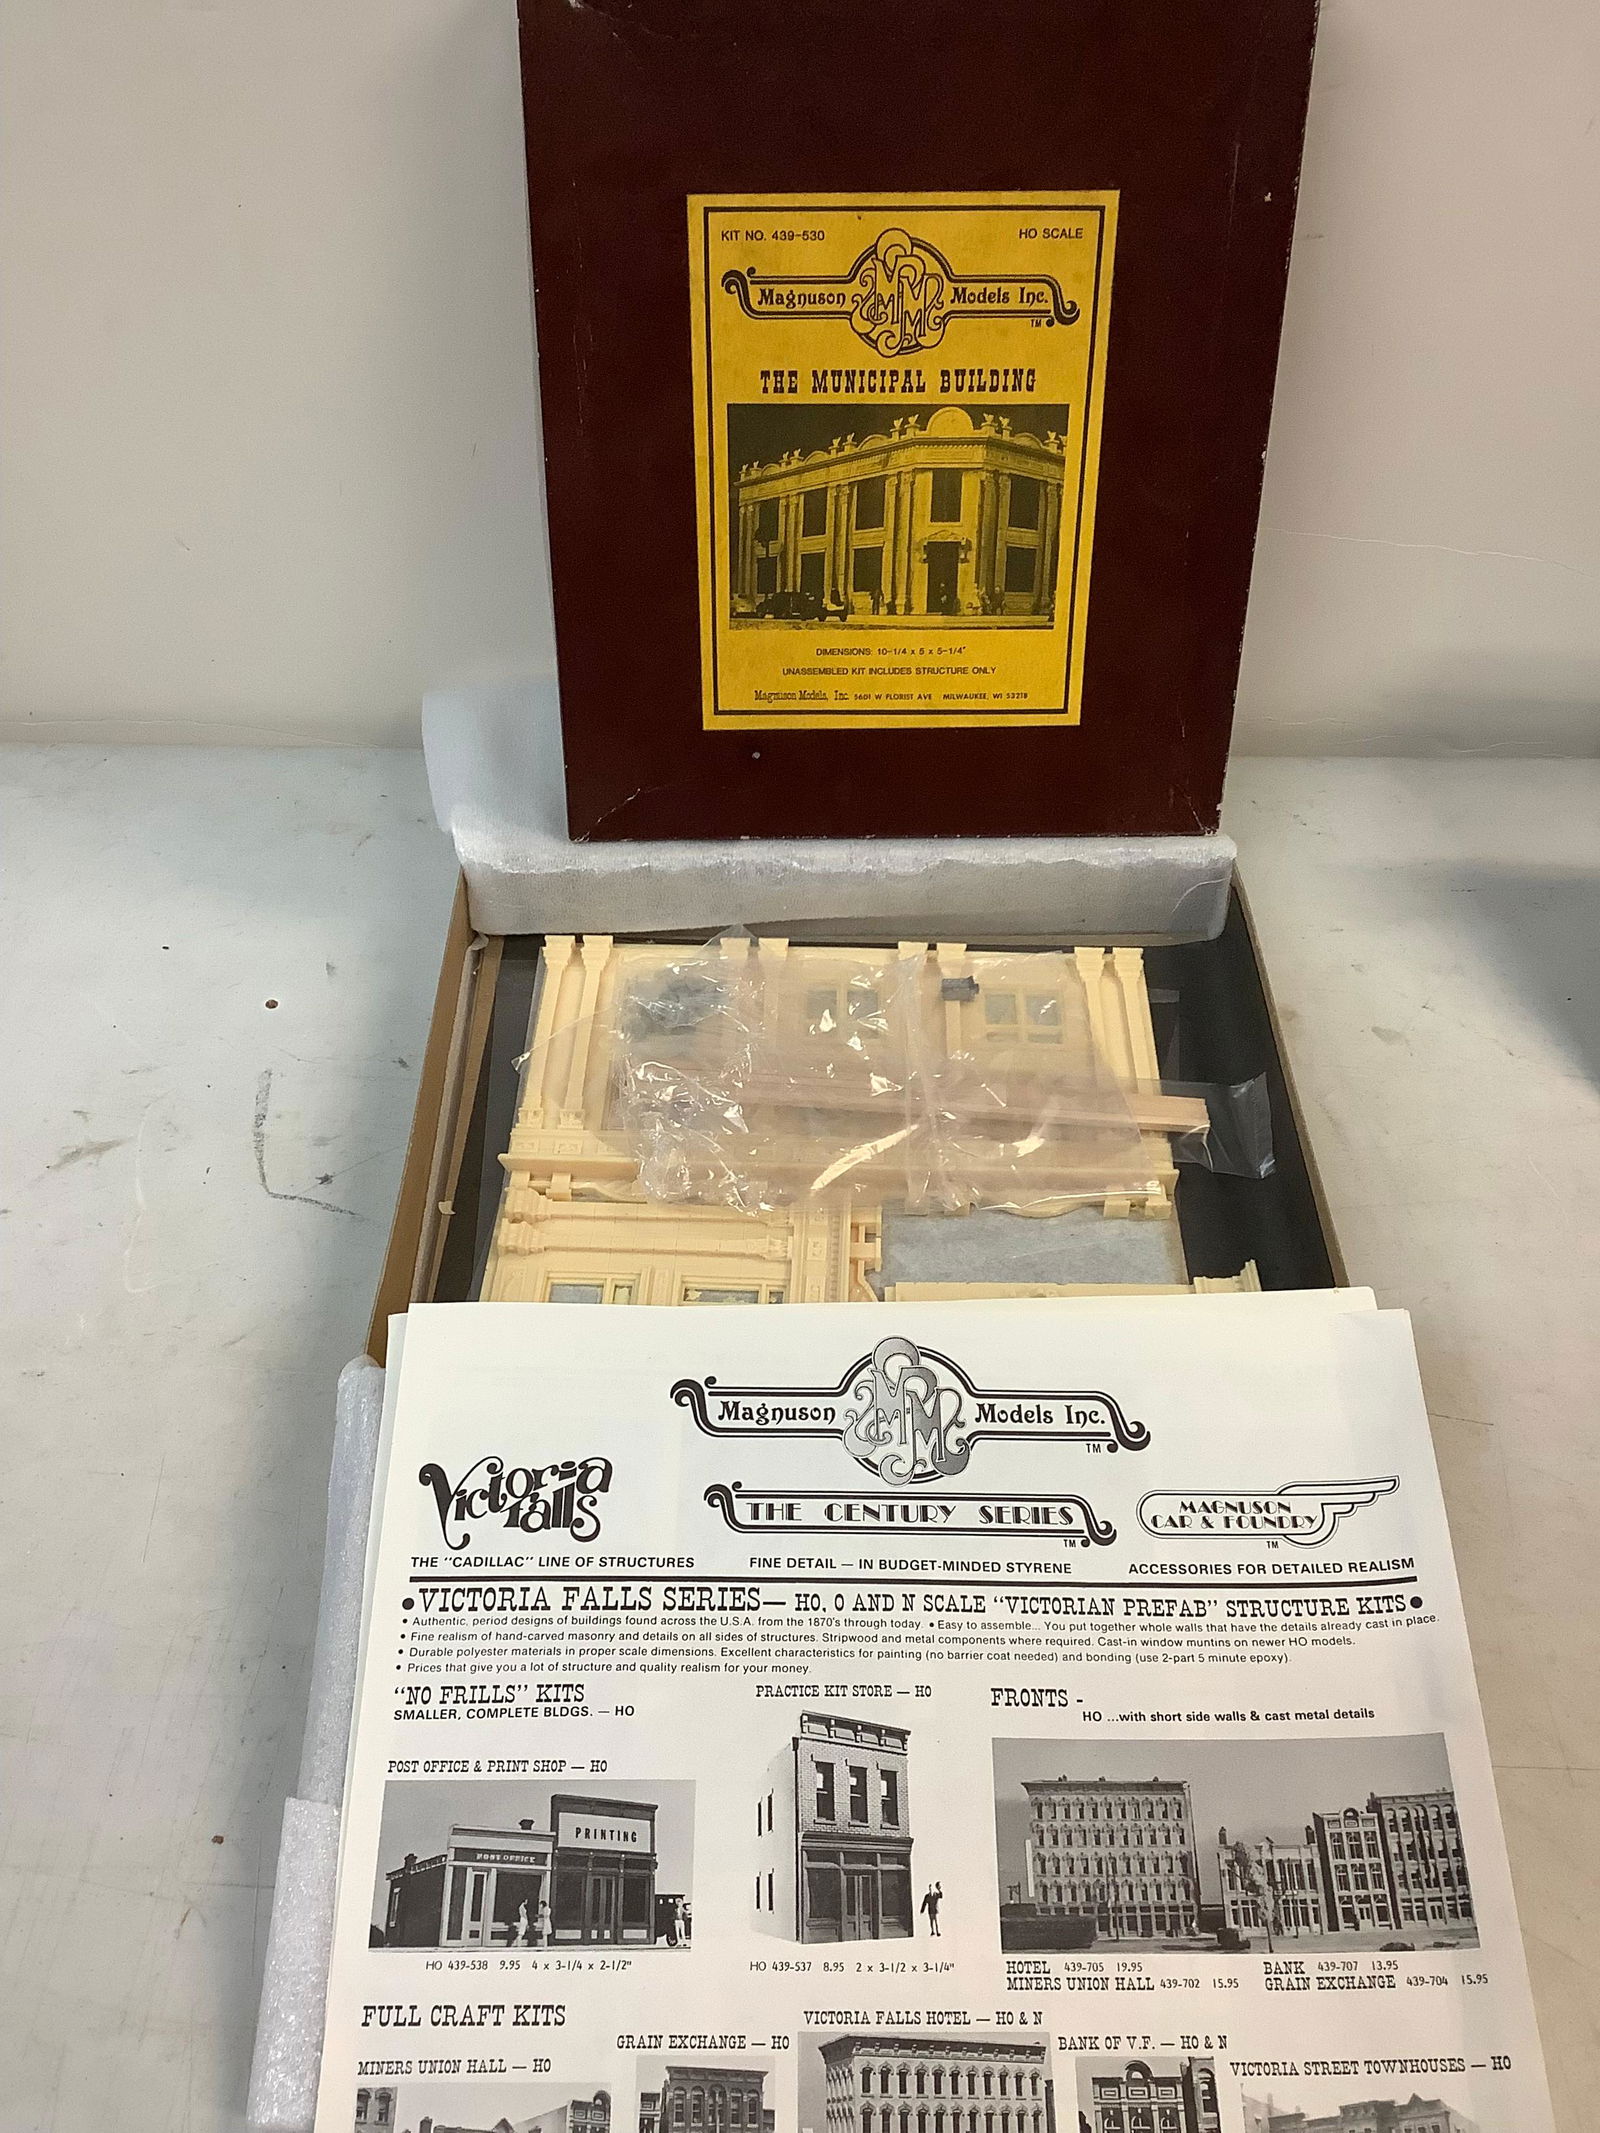 KIT NO. 439-530 HO SCALE
Magnuson MMM Models Inc. TM
THE MUNICIPAL BUILDING
DIMENSIONS: 10-1/4 x 5 x 5-1/4"
UNASSEMBLED KIT INCLUDES STRUCTURE ONLY
Magnuson Models, Inc. 5601 W FLORIST AVE MILWAUKEE, WI 53218
Magnuson MMM Models Inc. TM
Victoria Falls
THE CENTURY SERIES TM
MAGNUSON CAR & FOUNDRY TM
THE "CADILLAC" LINE OF STRUCTURES FINE DETAIL — IN BUDGET-MINDED STYRENE ACCESSORIES FOR DETAILED REALISM
•VICTORIA FALLS SERIES— HO, O AND N SCALE "VICTORIAN PREFAB" STRUCTURE KITS•
• Authentic, period designs of buildings found across the U.S.A. from the 1870's through today. • Easy to assemble... You put together whole walls that have the details already cast in place.
• Fine realism of hand-carved masonry and details on all sides of structures. Stripwood and metal components where required. Cast-in window muntins on newer HO models.
• Durable polyester materials in proper scale dimensions. Excellent characteristics for painting (no barrier coat needed) and bonding (use 2-part 5 minute epoxy).
• Prices that give you a lot of structure and quality realism for your money.
"NO FRILLS" KITS
SMALLER, COMPLETE BLDGS. — HO
PRACTICE KIT STORE — HO
FRONTS -
HO ...with short side walls & cast metal details
POST OFFICE & PRINT SHOP — HO
PRINTING
POST OFFICE
HO 439-538 9.95 4 x 3-1/4 x 2-1/2"
HO 439-537 8.95 2 x 3-1/2 x 3-1/4"
HOTEL 439-705 19.95 BANK 439-707 13.95
MINERS UNION HALL 439-702 15.95 GRAIN EXCHANGE 439-704 15.95
FULL CRAFT KITS
VICTORIA FALLS HOTEL — HO & N
GRAIN EXCHANGE — HO
BANK OF V.F. — HO & N
MINERS UNION HALL — HO
VICTORIA STREET TOWNHOUSES — HO